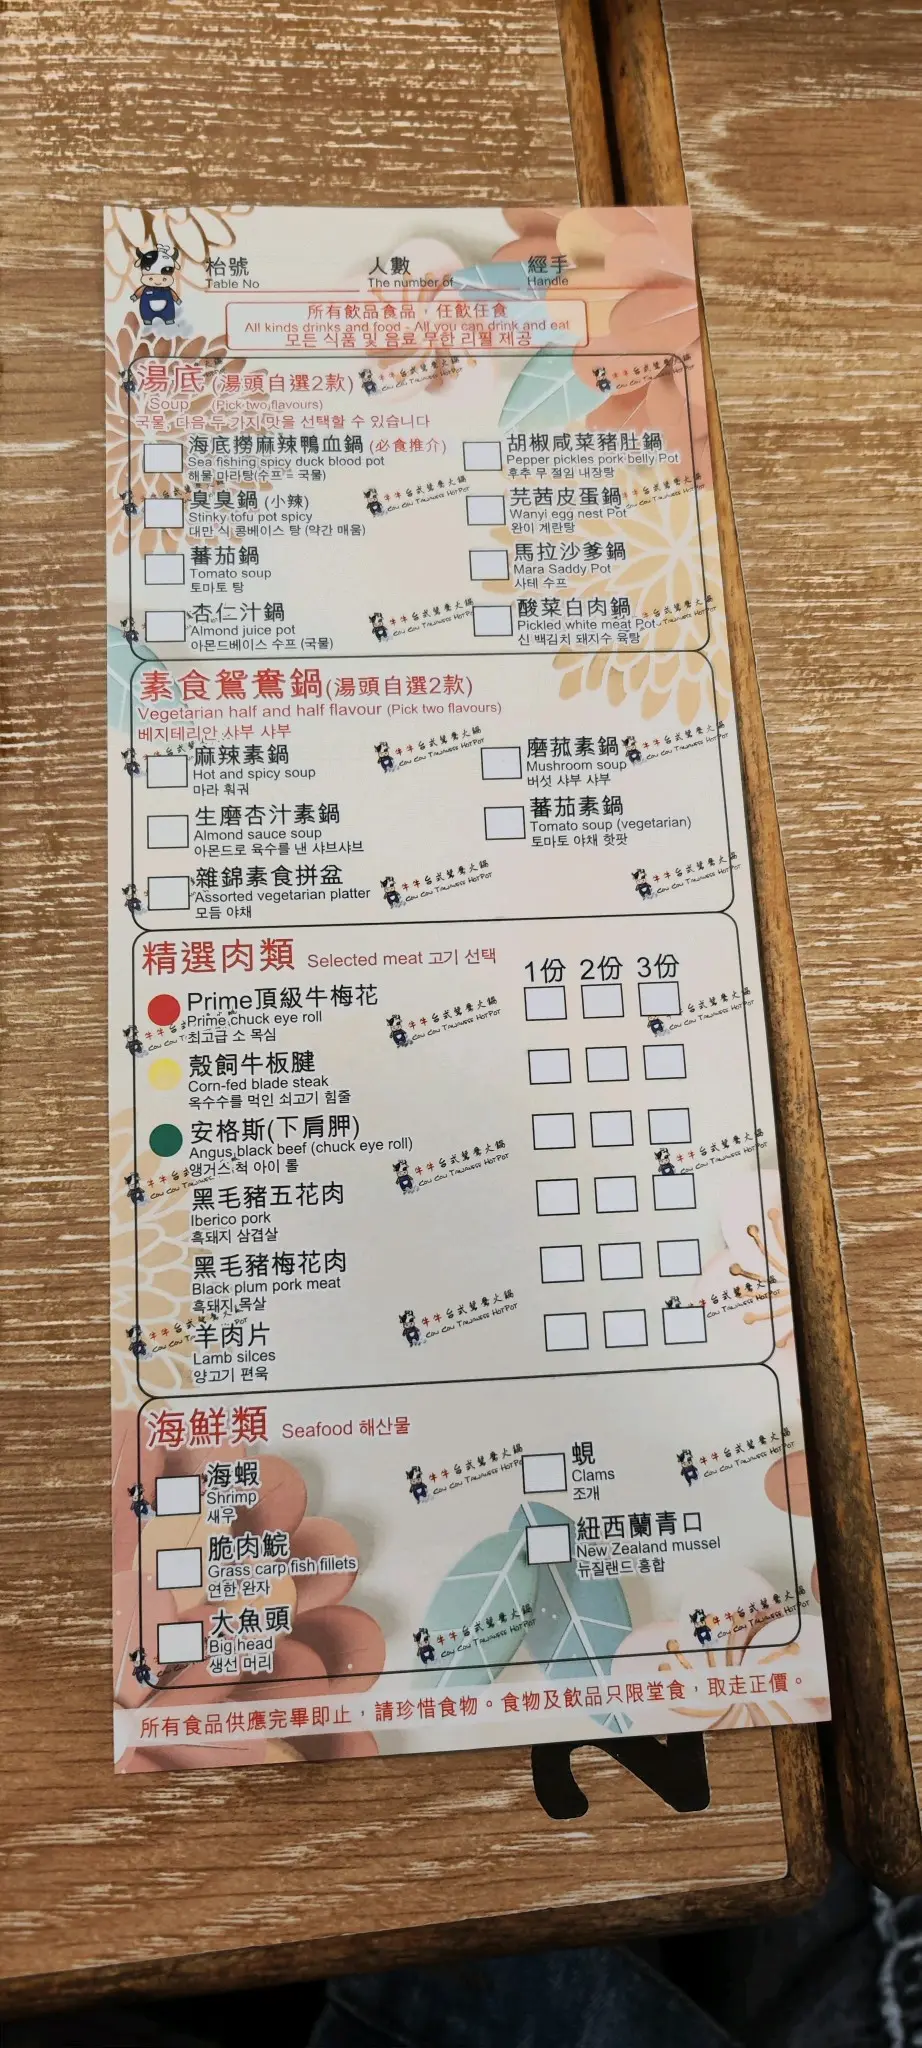 枱號 人數 經手
Table No The number of Handle
所有飲品食品，任飲任食
All kinds drinks and food - All you can drink and eat
모든 식품 및 음료 무한 리필 제공
湯底 (湯頭自選2款)
Soup (Pick two flavours)
국물, 다음 두 가지 맛을 선택할 수 있습니다
海底撈麻辣鴨血鍋 (必食推介)
Sea fishing spicy duck blood pot
해물 마라탕(수프 = 국물)
胡椒咸菜豬肚鍋
Pepper pickles pork belly Pot
후추 무 절임 내장탕
臭臭鍋 (小辣)
Stinky tofu pot spicy
대만 식 콩베이스 탕 (약간 매움)
芫茜皮蛋鍋
Wanyi egg nest Pot
완이 계란탕
蕃茄鍋
Tomato soup
토마토 탕
馬拉沙爹鍋
Mara Saddy Pot
사테 수프
杏仁汁鍋
Almond juice pot
아몬드베이스 수프 (국물)
酸菜白肉鍋
Pickled white meat Pot
신 백김치 돼지수 육탕
素食鴛鴦鍋(湯頭自選2款)
Vegetarian half and half flavour (Pick two flavours)
베지테리안 샤부 샤부
麻辣素鍋
Hot and spicy soup
마라 훠궈
磨菰素鍋
Mushroom soup
버섯 샤부 샤부
生磨杏汁素鍋
Almond sauce soup
아몬드로 육수를 낸 샤브샤브
蕃茄素鍋
Tomato soup (vegetarian)
토마토 야채 핫팟
雜錦素食拼盆
Assorted vegetarian platter
모듬 야채
精選肉類 Selected meat 고기 선택
1份 2份 3份
Prime頂級牛梅花
Prime chuck eye roll
최고급 소 목심
殼飼牛板腱
Corn-fed blade steak
옥수수를 먹인 쇠고기 힘줄
安格斯(下肩胛)
Angus black beef (chuck eye roll)
앵거스 척 아이 롤
黑毛豬五花肉
Iberico pork
흑돼지 삼겹살
黑毛豬梅花肉
Black plum pork meat
흑돼지 목살
羊肉片
Lamb silces
양고기 편육
海鮮類 Seafood 해산물
海蝦
Shrimp
새우
蜆
Clams
조개
脆肉鯇
Grass carp fish fillets
연한 완자
紐西蘭青口
New Zealand mussel
뉴질랜드 홍합
大魚頭
Big head
생선 머리
所有食品供應完畢即止，請珍惜食物。食物及飲品只限堂食，取走正價。
牛牛台式鴛鴦火鍋
COW COW TAIWANESE HOTPOT
2